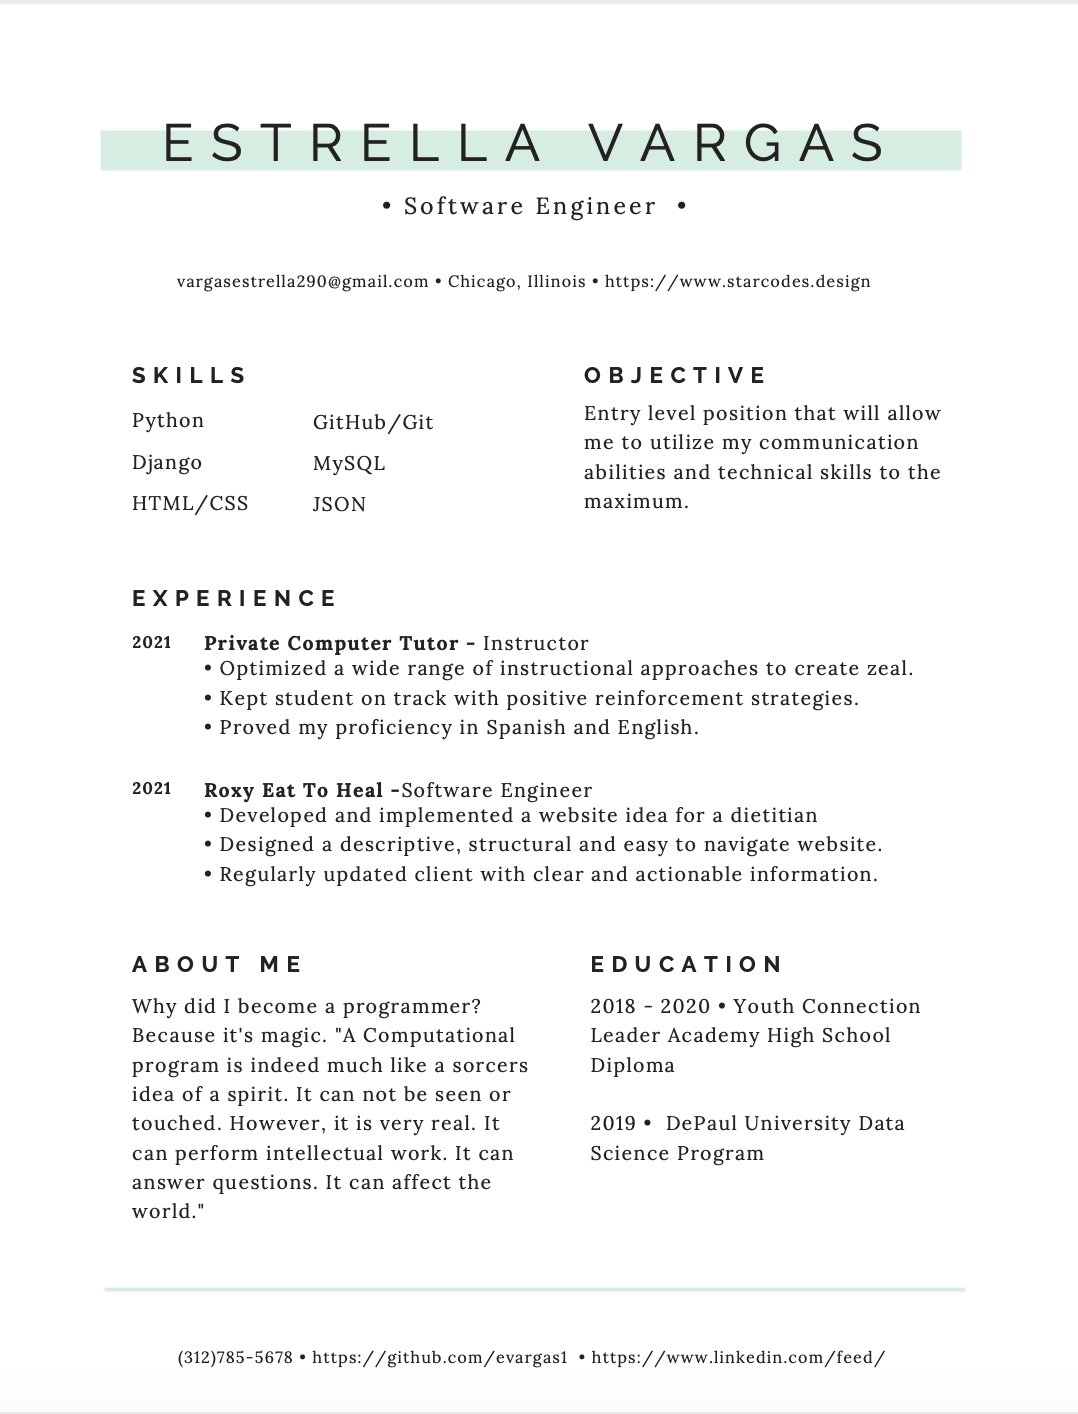 ESTRELLA VARGAS
• Software Engineer •
vargasestrella290@gmail.com • Chicago, Illinois • https://www.starcodes.design
SKILLS
Python
GitHub/Git
Django
MySQL
HTML/CSS
JSON
OBJECTIVE
Entry level position that will allow
me to utilize my communication
abilities and technical skills to the
maximum.
EXPERIENCE
2021 Private Computer Tutor - Instructor
• Optimized a wide range of instructional approaches to create zeal.
• Kept student on track with positive reinforcement strategies.
• Proved my proficiency in Spanish and English.
2021 Roxy Eat To Heal -Software Engineer
• Developed and implemented a website idea for a dietitian
• Designed a descriptive, structural and easy to navigate website.
• Regularly updated client with clear and actionable information.
ABOUT ME
Why did I become a programmer?
Because it's magic. "A Computational
program is indeed much like a sorcers
idea of a spirit. It can not be seen or
touched. However, it is very real. It
can perform intellectual work. It can
answer questions. It can affect the
world."
EDUCATION
2018 - 2020 • Youth Connection
Leader Academy High School
Diploma
2019 • DePaul University Data
Science Program
(312)785-5678 • https://github.com/evargas1 • https://www.linkedin.com/feed/